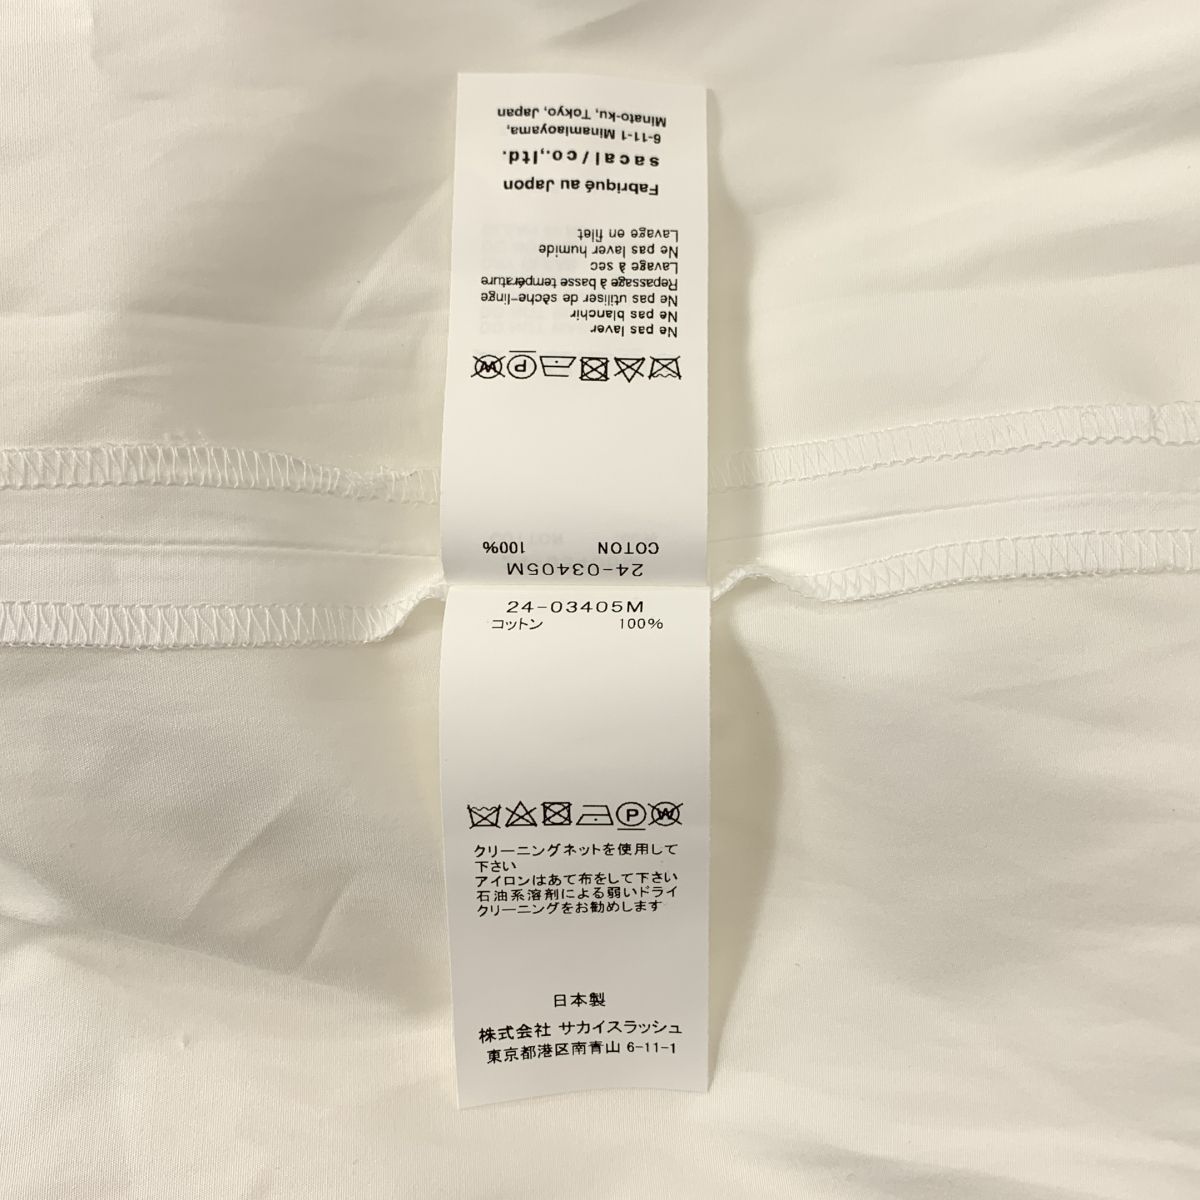 24-03405M
COTON 100%
Ne pas laver
Ne pas blanchir
Ne pas utiliser de sèche-linge
Repassage à basse température
Lavage à sec
Ne pas laver humide
Lavage en filet
Fabriqué au Japon
sacai/co.,ltd.
6-11-1 Minamiaoyama,
Minato-ku, Tokyo, Japan
24-03405M
コットン 100%
P W
クリーニングネットを使用して
下さい
アイロンはあて布をして下さい
石油系溶剤による弱いドライ
クリーニングをお勧めします
日本製
株式会社 サカイスラッシュ
東京都港区南青山 6-11-1